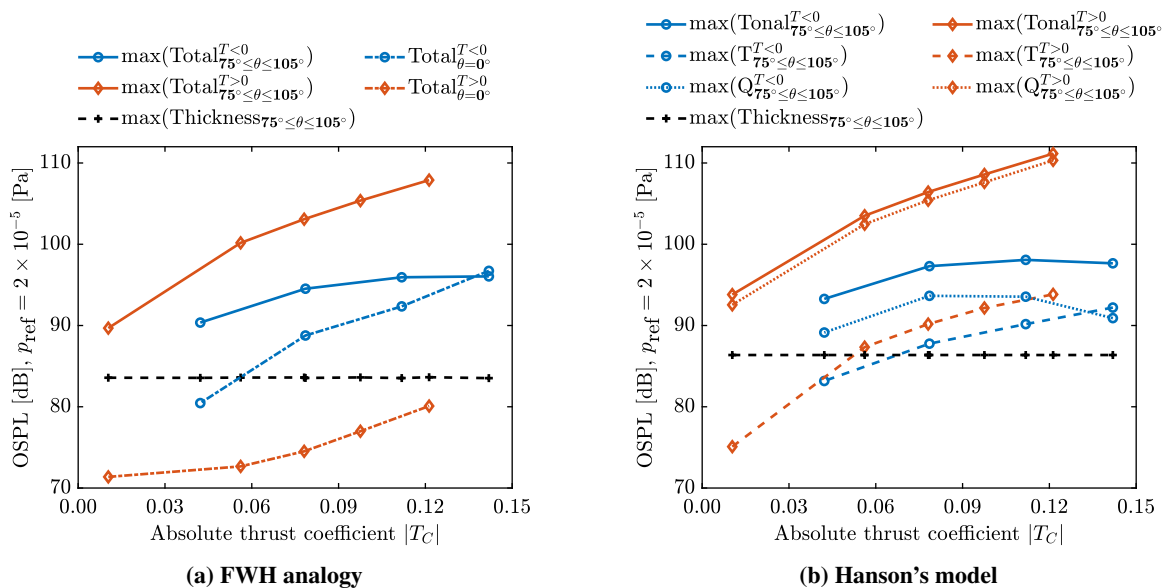 max(Total^{T<0}_{75°≤θ≤105°})
Total^{T<0}_{θ=0°}
max(Total^{T>0}_{75°≤θ≤105°})
Total^{T>0}_{θ=0°}
max(Thickness_{75°≤θ≤105°})
OSPL [dB], p_{ref} = 2 × 10^{−5} [Pa]
110
100
90
80
70
0.00 0.03 0.06 0.09 0.12 0.15
Absolute thrust coefficient |T_C|
(a) FWH analogy
max(Tonal^{T<0}_{75°≤θ≤105°})
max(Tonal^{T>0}_{75°≤θ≤105°})
max(T^{T<0}_{75°≤θ≤105°})
max(T^{T>0}_{75°≤θ≤105°})
max(Q^{T<0}_{75°≤θ≤105°})
max(Q^{T>0}_{75°≤θ≤105°})
max(Thickness_{75°≤θ≤105°})
OSPL [dB], p_{ref} = 2 × 10^{−5} [Pa]
110
100
90
80
70
0.00 0.03 0.06 0.09 0.12 0.15
Absolute thrust coefficient |T_C|
(b) Hanson's model